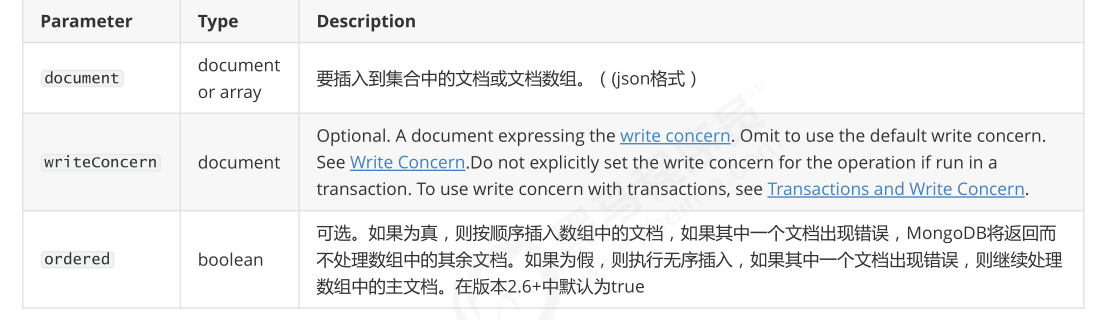 Parameter Type Description
document document or array 要插入到集合中的文档或文档数组。（(json格式）
writeConcern document Optional. A document expressing the write concern. Omit to use the default write concern.
See Write Concern.Do not explicitly set the write concern for the operation if run in a
transaction. To use write concern with transactions, see Transactions and Write Concern.
ordered boolean 可选。如果为真，则按顺序插入数组中的文档，如果其中一个文档出现错误，MongoDB将返回而
不处理数组中的其余文档。如果为假，则执行无序插入，如果其中一个文档出现错误，则继续处理
数组中的主文档。在版本2.6+中默认为true